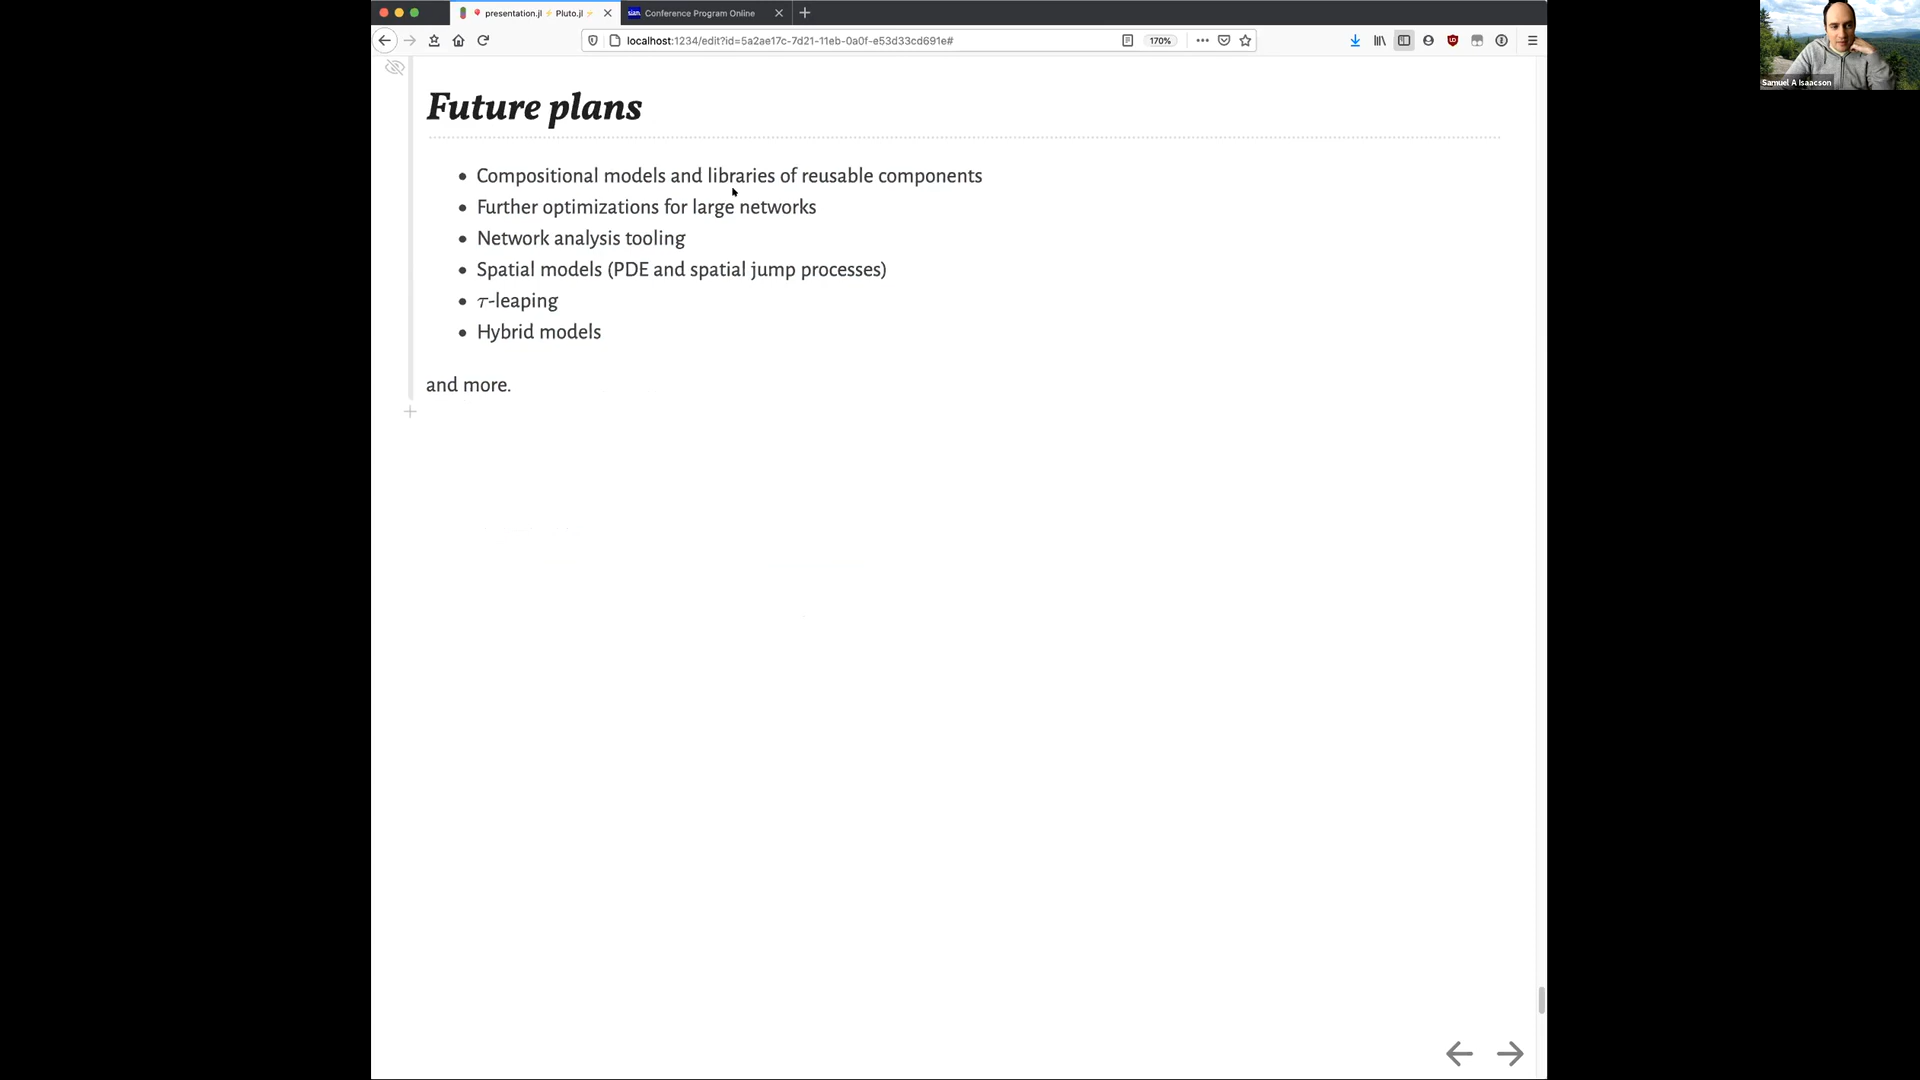 presentation.jl ⚡ Pluto.jl ⚡
Conference Program Online
localhost:1234/edit?id=5a2ae17c-7d21-11eb-0a0f-e53d33cd691e#
170%
Samuel A Isaacson
Future plans
• Compositional models and libraries of reusable components
• Further optimizations for large networks
• Network analysis tooling
• Spatial models (PDE and spatial jump processes)
• τ-leaping
• Hybrid models
and more.